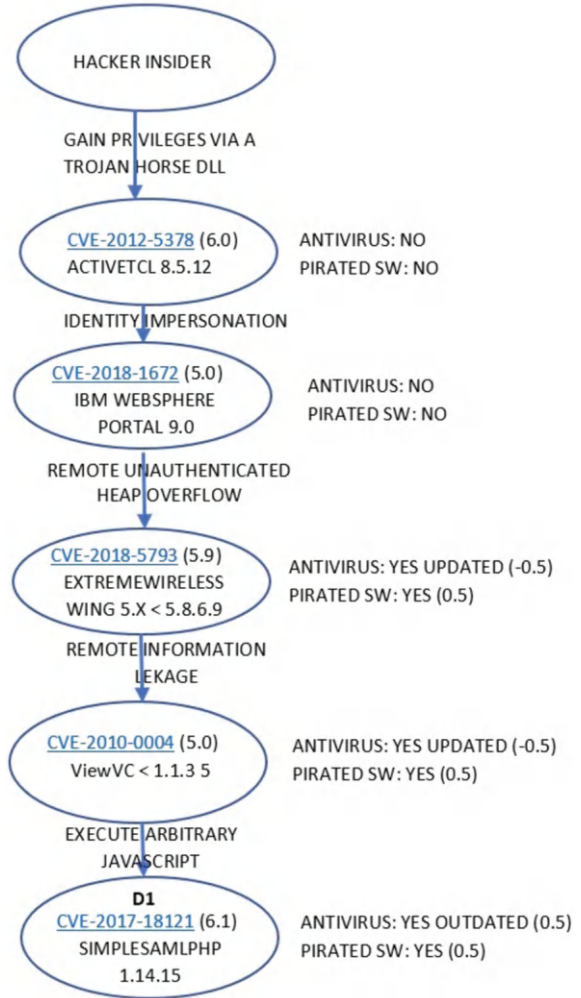 HACKER INSIDER
GAIN PRVILEGES VIA A
TROJAN HORSE DLL
CVE-2012-5378 (6.0)
ACTIVETCL 8.5.12
ANTIVIRUS: NO
PIRATED SW: NO
IDENTITY IMPERSONATION
CVE-2018-1672 (5.0)
IBM WEBSPHERE
PORTAL 9.0
ANTIVIRUS: NO
PIRATED SW: NO
REMOTE UNAUTHENTICATED
HEAP OVERFLOW
CVE-2018-5793 (5.9)
EXTREMEWIRELESS
WING 5.X < 5.8.6.9
ANTIVIRUS: YES UPDATED (-0.5)
PIRATED SW: YES (0.5)
REMOTE INFORMATION
LEKAGE
CVE-2010-0004 (5.0)
ViewVC < 1.1.3 5
ANTIVIRUS: YES UPDATED (-0.5)
PIRATED SW: YES (0.5)
EXECUTE ARBITRARY
JAVASCRIPT
D1
CVE-2017-18121 (6.1)
SIMPLESAMLPHP
1.14.15
ANTIVIRUS: YES OUTDATED (0.5)
PIRATED SW: YES (0.5)